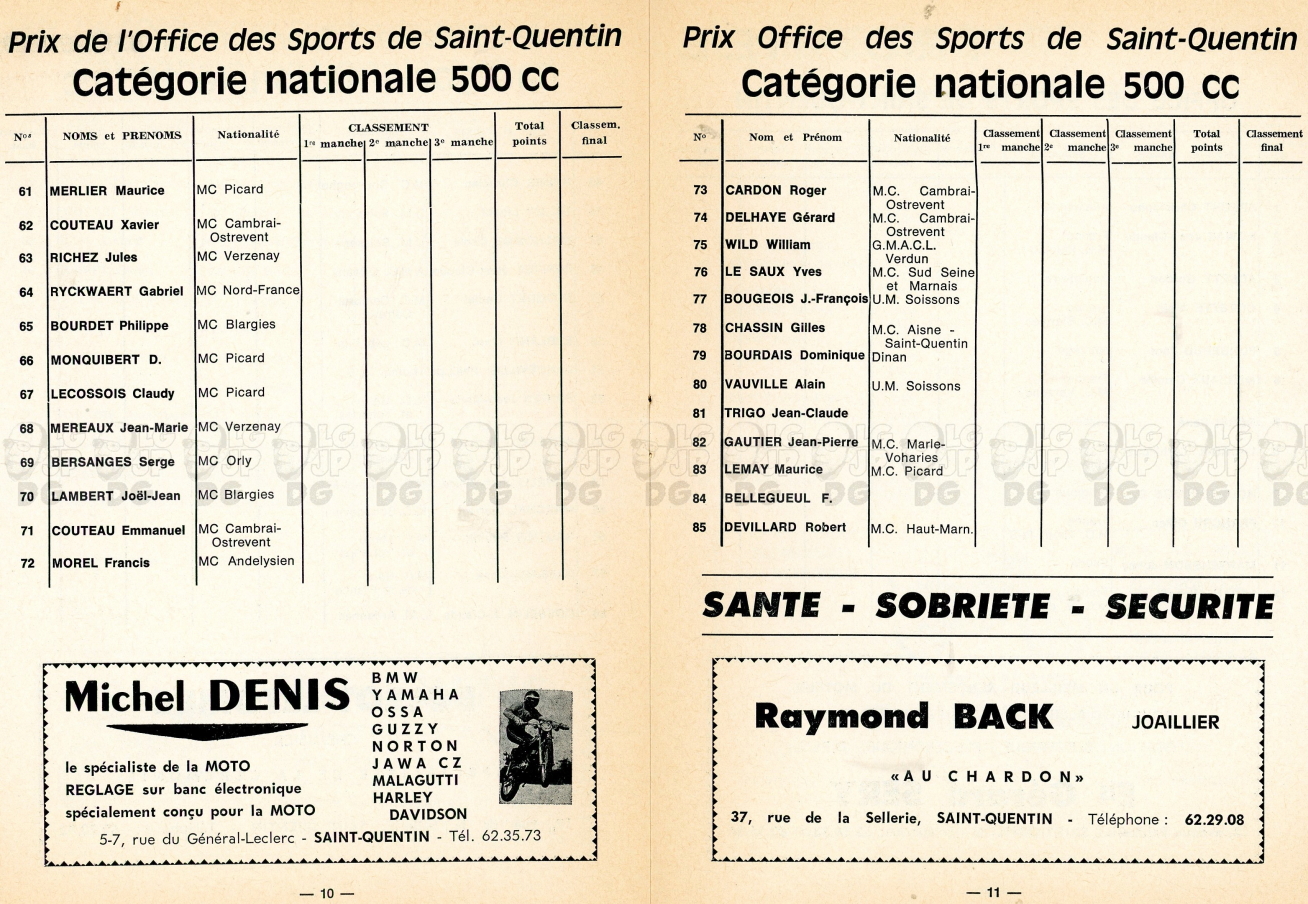 Prix de l'Office des Sports de Saint-Quentin
Catégorie nationale 500 cc
Nos NOMS et PRENOMS Nationalité CLASSEMENT Total points Classem. final
1re manche 2e manche 3e manche
61 MERLIER Maurice MC Picard
62 COUTEAU Xavier MC Cambrai-
Ostrevent
63 RICHEZ Jules MC Verzenay
64 RYCKWAERT Gabriel MC Nord-France
65 BOURDET Philippe MC Blargies
66 MONQUIBERT D. MC Picard
67 LECOSSOIS Claudy MC Picard
68 MEREAUX Jean-Marie MC Verzenay
69 BERSANGES Serge MC Orly
70 LAMBERT Joël-Jean MC Blargies
71 COUTEAU Emmanuel MC Cambrai-
Ostrevent
72 MOREL Francis MC Andelysien
Michel DENIS
le spécialiste de la MOTO
REGLAGE sur banc électronique
spécialement conçu pour la MOTO
BMW
YAMAHA
OSSA
GUZZY
NORTON
JAWA CZ
MALAGUTTI
HARLEY
DAVIDSON
5-7, rue du Général-Leclerc - SAINT-QUENTIN - Tél. 62.35.73
— 10 —
Prix Office des Sports de Saint-Quentin
Catégorie nationale 500 cc
No Nom et Prénom Nationalité Classement 1re manche Classement 2e manche Classement 3e manche Total points Classement final
73 CARDON Roger M.C. Cambrai-
Ostrevent
74 DELHAYE Gérard M.C. Cambrai-
Ostrevent
75 WILD William G.M.A.C.L.
Verdun
76 LE SAUX Yves M.C. Sud Seine
et Marnais
77 BOUGEOIS J.-François U.M. Soissons
78 CHASSIN Gilles M.C. Aisne -
Saint-Quentin
79 BOURDAIS Dominique Dinan
80 VAUVILLE Alain U.M. Soissons
81 TRIGO Jean-Claude
82 GAUTIER Jean-Pierre M.C. Marle-
Voharies
83 LEMAY Maurice M.C. Picard
84 BELLEGUEUL F.
85 DEVILLARD Robert M.C. Haut-Marn.
SANTE - SOBRIETE - SECURITE
Raymond BACK JOAILLIER
«AU CHARDON»
37, rue de la Sellerie, SAINT-QUENTIN - Téléphone : 62.29.08
— 11 —
LG JP DG